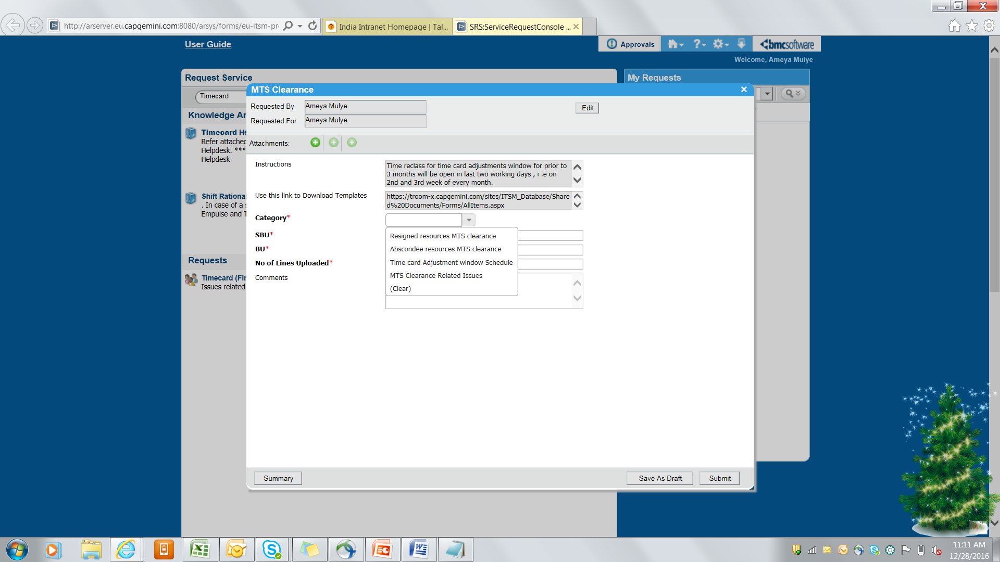 http://arserver.eu.capgemini.com:8080/arsys/forms/eu-itsm-pr
India Intranet Homepage | Tal...
SRS:ServiceRequestConsole ...
User Guide
Approvals
bmcsoftware
Welcome, Ameya Mulye
Request Service
My Requests
Timecard
MTS Clearance
Requested By
Ameya Mulye
Edit
Requested For
Ameya Mulye
Attachments:
Knowledge Ar
Timecard He
Refer attached
Helpdesk. ***
Helpdesk
Shift Rational
. In case of a s
Empulse and T
Requests
Timecard (Fir
Issues related
Instructions
Time reclass for time card adjustments window for prior to
3 months will be open in last two working days , i .e on
2nd and 3rd week of every month.
Use this link to Download Templates
https://troom-x.capgemini.com/sites/ITSM_Database/Share
d%20Documents/Forms/AllItems.aspx
Category*
SBU*
BU*
No of Lines Uploaded*
Comments
Resigned resources MTS clearance
Abscondee resources MTS clearance
Time card Adjustment window Schedule
MTS Clearance Related Issues
(Clear)
Summary
Save As Draft
Submit
11:11 AM
12/28/2016